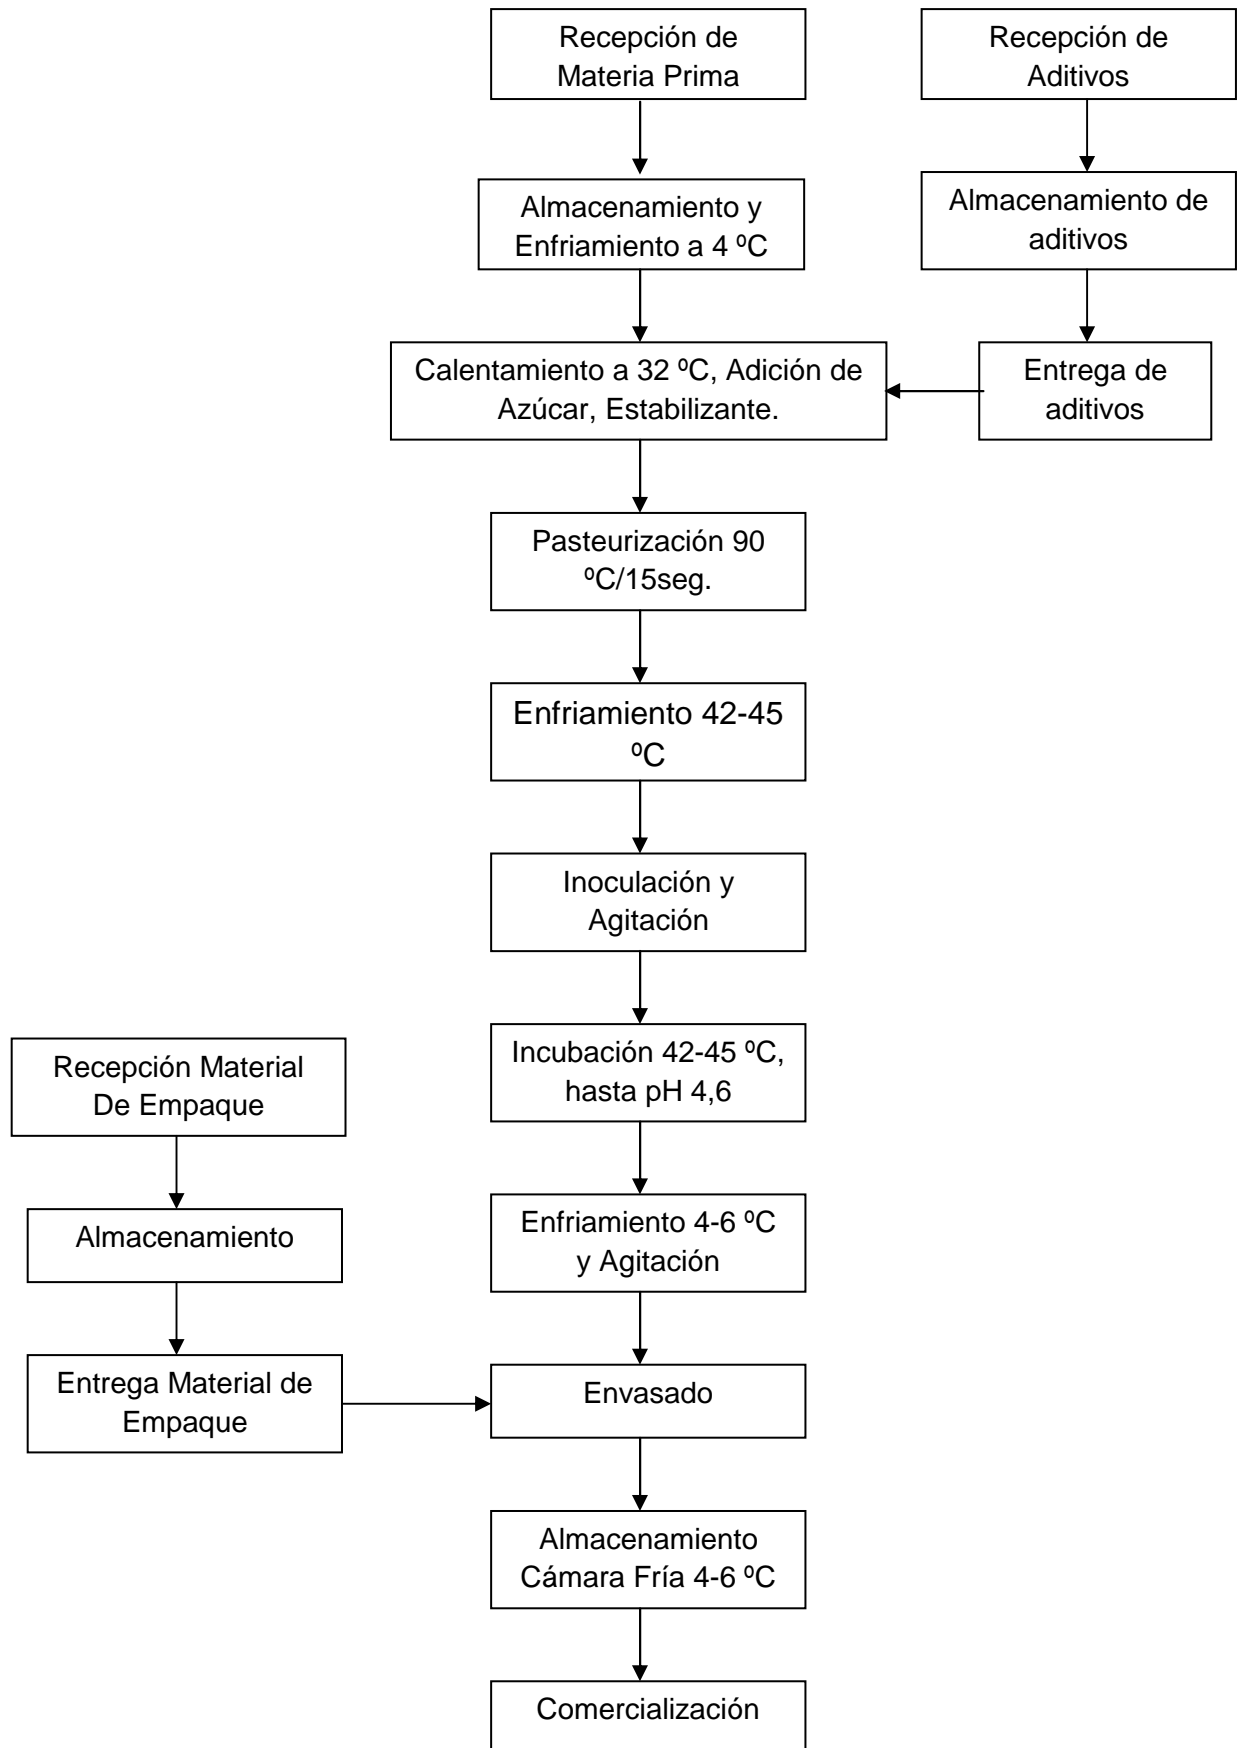 Recepción de
Materia Prima
Recepción de
Aditivos
Almacenamiento y
Enfriamiento a 4 ºC
Almacenamiento de
aditivos
Calentamiento a 32 ºC, Adición de
Azúcar, Estabilizante.
Entrega de
aditivos
Pasteurización 90
ºC/15seg.
Enfriamiento 42-45
ºC
Inoculación y
Agitación
Incubación 42-45 ºC,
hasta pH 4,6
Recepción Material
De Empaque
Enfriamiento 4-6 ºC
y Agitación
Almacenamiento
Entrega Material de
Empaque
Envasado
Almacenamiento
Cámara Fría 4-6 ºC
Comercialización